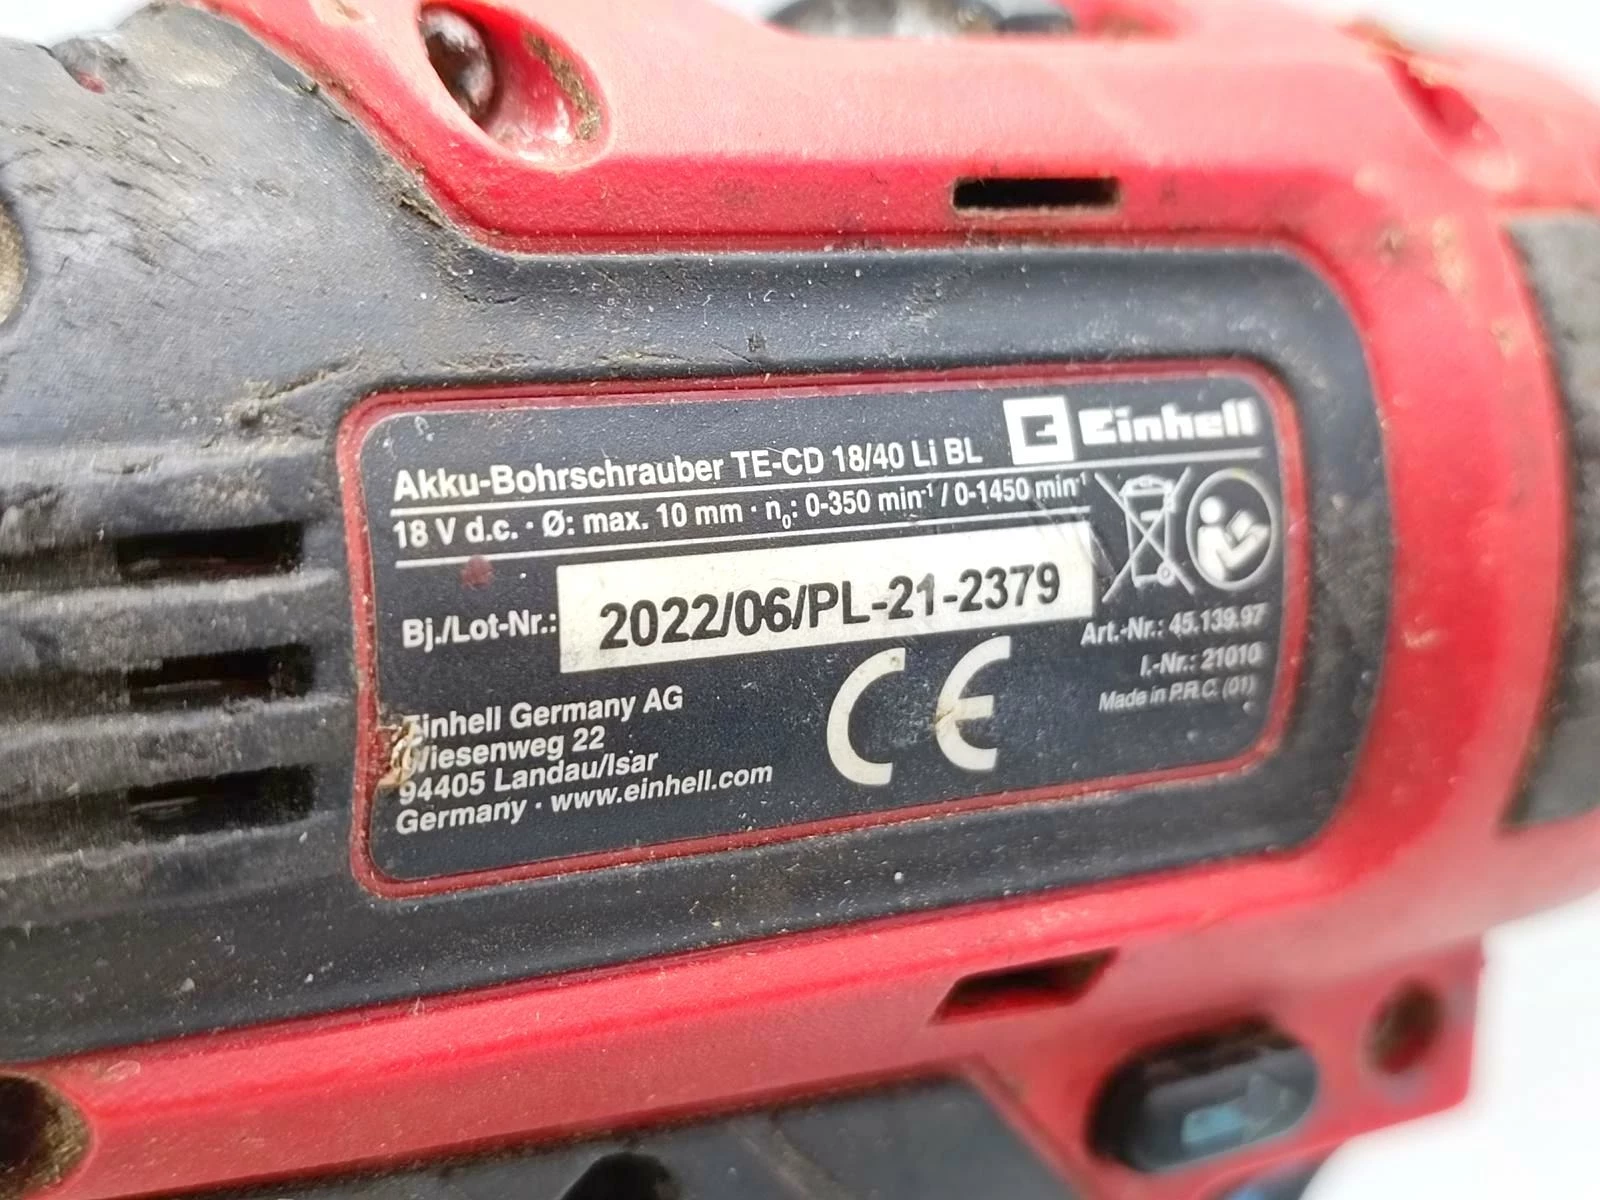 Einhell
Akku-Bohrschrauber TE-CD 18/40 Li BL
18 V d.c. · Ø: max. 10 mm · n₀: 0-350 min⁻¹ / 0-1450 min⁻¹
Bj./Lot-Nr.: 2022/06/PL-21-2379
Art.-Nr.: 45.139.97
I.-Nr.: 21010
Made in P.R.C. (01)
Einhell Germany AG
Wiesenweg 22
94405 Landau/Isar
Germany · www.einhell.com
CE